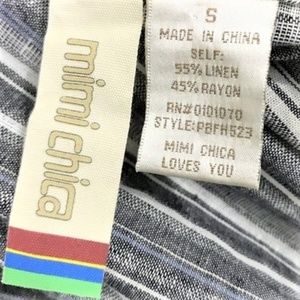 mimi chica
S
MADE IN CHINA
SELF:
55% LINEN
45% RAYON
RN#0101070
STYLE:PBFH523
MIMI CHICA
LOVES YOU